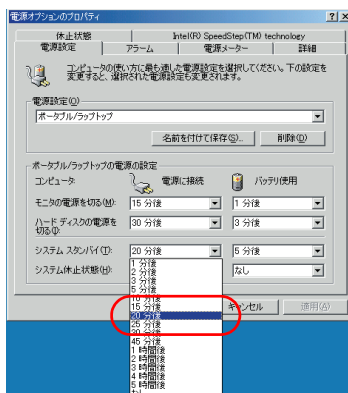 電源オプションのプロパティ
休止状態
Intel(R) SpeedStep(TM) technology
電源設定
アラーム
電源メーター
詳細
コンピュータの使い方に最も適した電源設定を選択してください。下の設定を
変更すると、選択された電源設定も変更されます。
電源設定(O)
ポータブル/ラップトップ
名前を付けて保存(S)...
削除(D)
ポータブル/ラップトップの電源の設定
コンピュータ:
電源に接続
バッテリ使用
モニタの電源を切る(M):
15 分後
1 分後
ハード ディスクの電源を
切る(I):
30 分後
3 分後
システム スタンバイ(T):
20 分後
5 分後
システム休止状態(H):
なし
1 分後
2 分後
3 分後
5 分後
10 分後
15 分後
20 分後
25 分後
30 分後
45 分後
1 時間後
2 時間後
3 時間後
4 時間後
5 時間後
なし
キャンセル
適用(A)